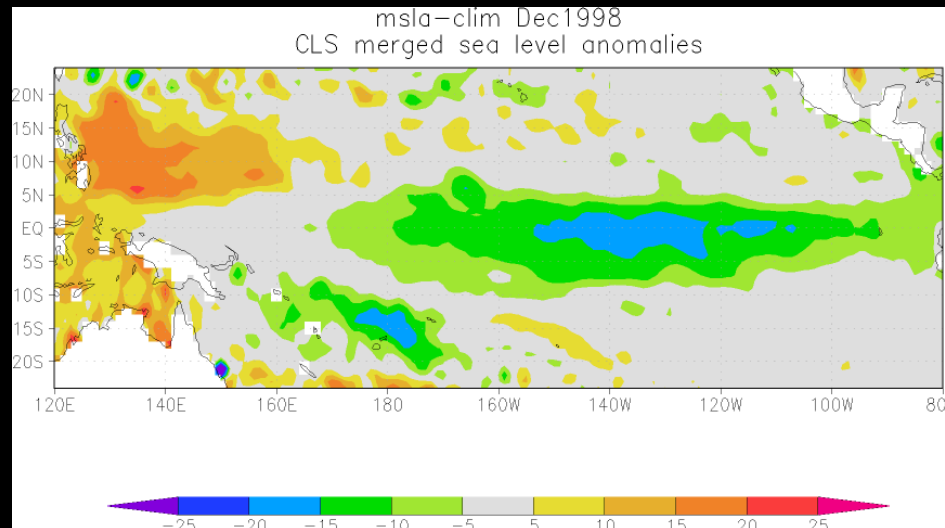 msla-clim Dec1998
CLS merged sea level anomalies
20N
15N
10N
5N
EQ
5S
10S
15S
20S
120E 140E 160E 180 160W 140W 120W 100W 80
-25 -20 -15 -10 -5 5 10 15 20 25